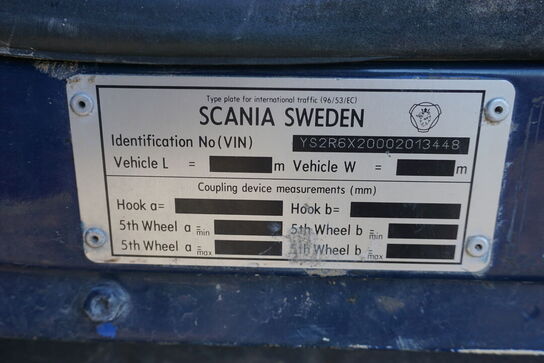 Type plate for international traffic (96/53/EC)
SCANIA SWEDEN
Identification No (VIN) YS2R6X20002013448
Vehicle L = m Vehicle W = m
Coupling device measurements (mm)
Hook a= Hook b=
5th Wheel a = min 5th Wheel b = min
5th Wheel a = max 5th Wheel b = max